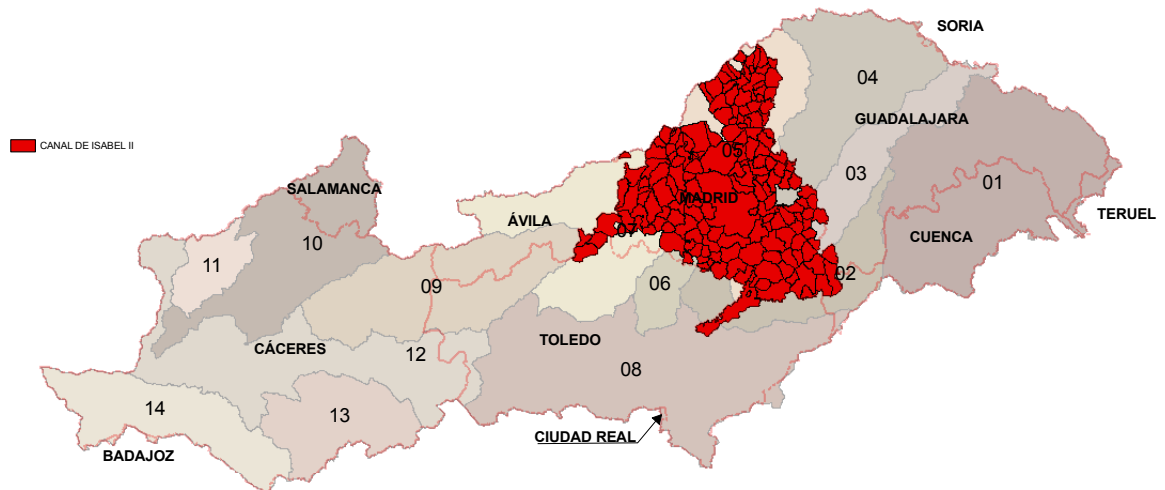 SORIA
04
GUADALAJARA
CANAL DE ISABEL II
05
03
01
SALAMANCA
MADRID
TERUEL
ÁVILA
07
CUENCA
10
11
02
06
09
TOLEDO
CÁCERES
12
08
14
13
CIUDAD REAL
BADAJOZ